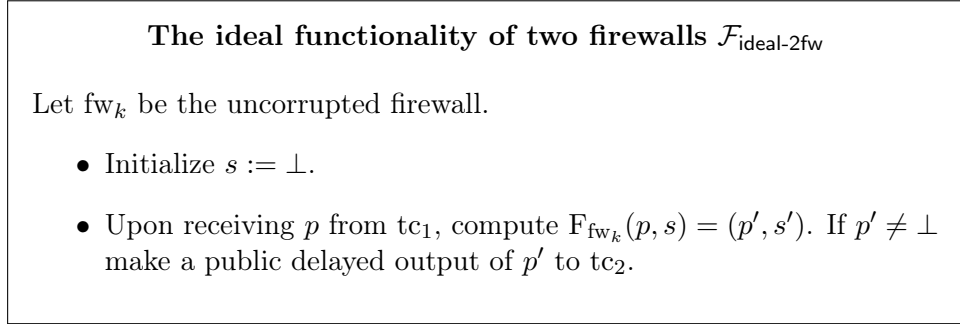 The ideal functionality of two firewalls 𝓕ideal-2fw
Let fwₖ be the uncorrupted firewall.
• Initialize s := ⊥.
• Upon receiving p from tc₁, compute F_fwₖ(p, s) = (p′, s′). If p′ ≠ ⊥
make a public delayed output of p′ to tc₂.